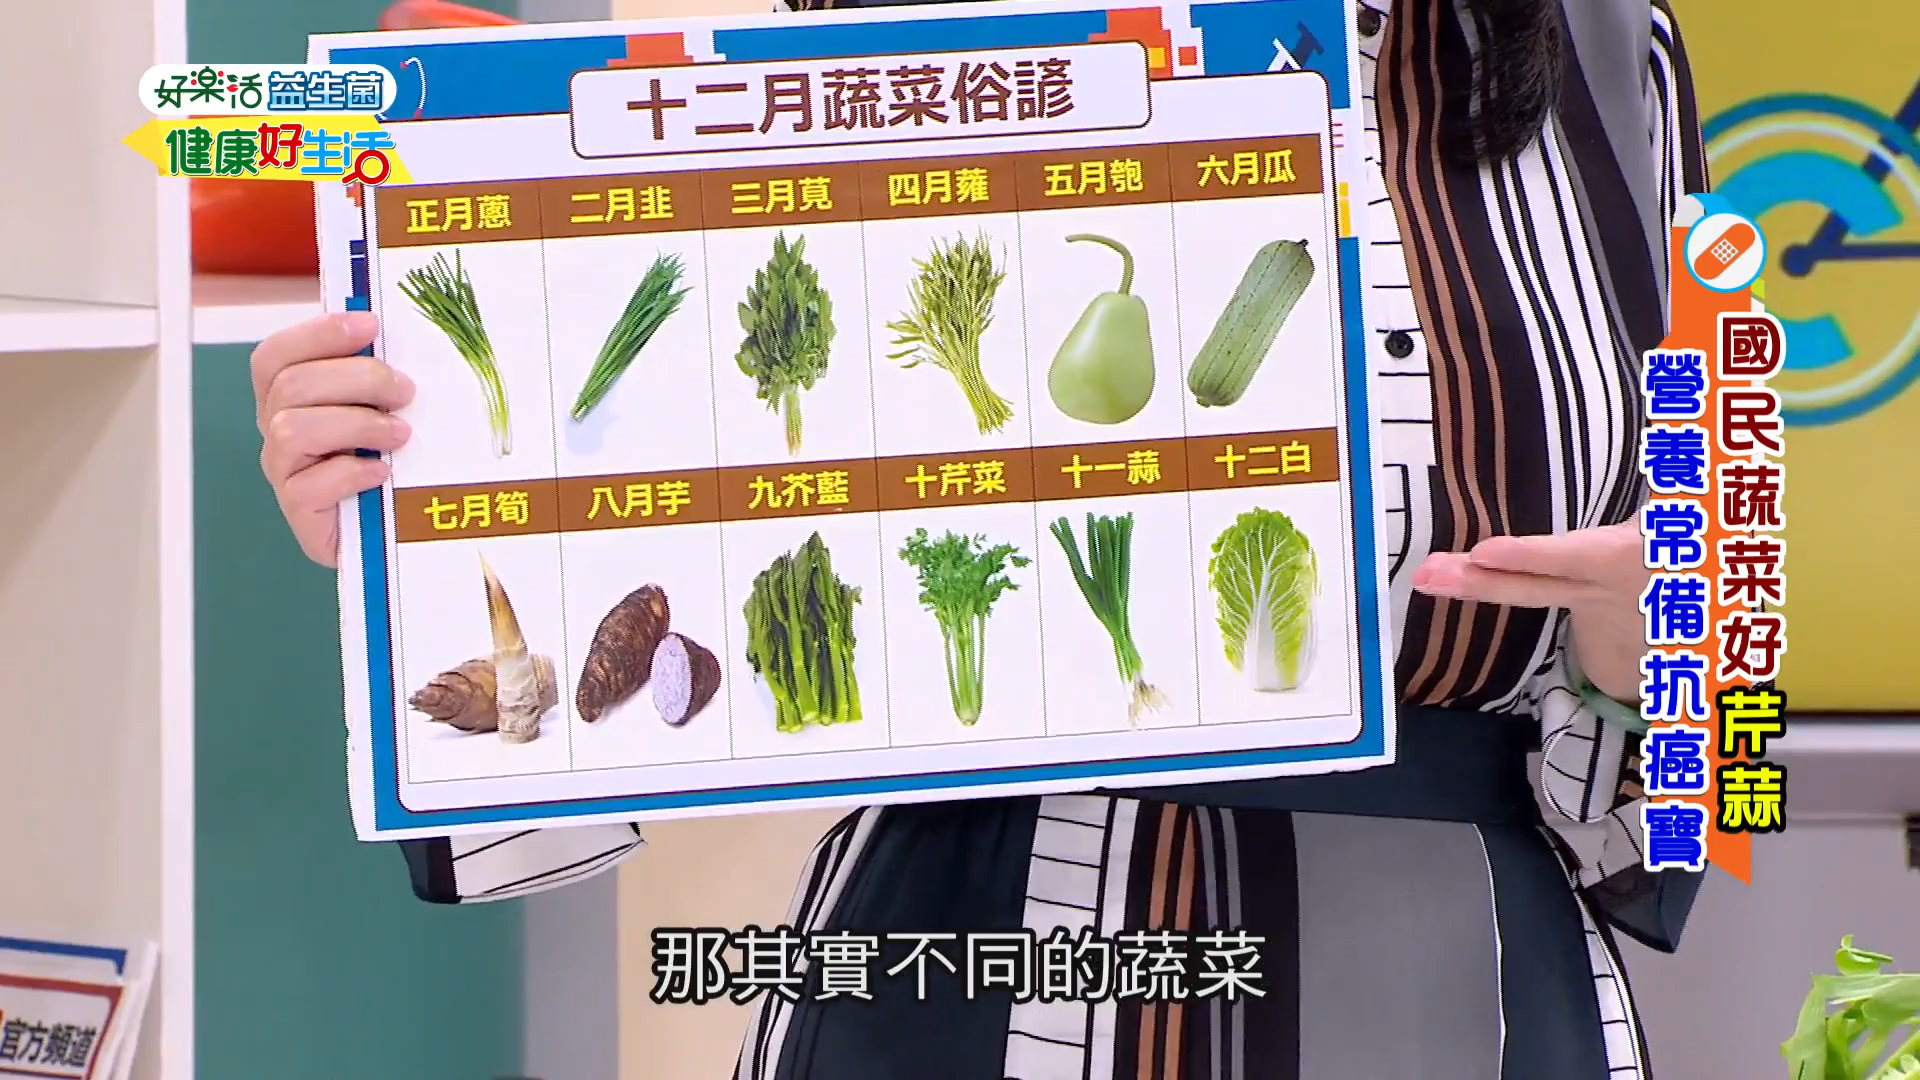 好樂活益生菌
健康好生活
十二月蔬菜俗諺
正月蔥 二月韭 三月莧 四月蕹 五月匏 六月瓜
七月筍 八月芋 九芥藍 十芹菜 十一蒜 十二白
國民蔬菜好芹蒜
營養常備抗癌寶
那其實不同的蔬菜
官方頻道